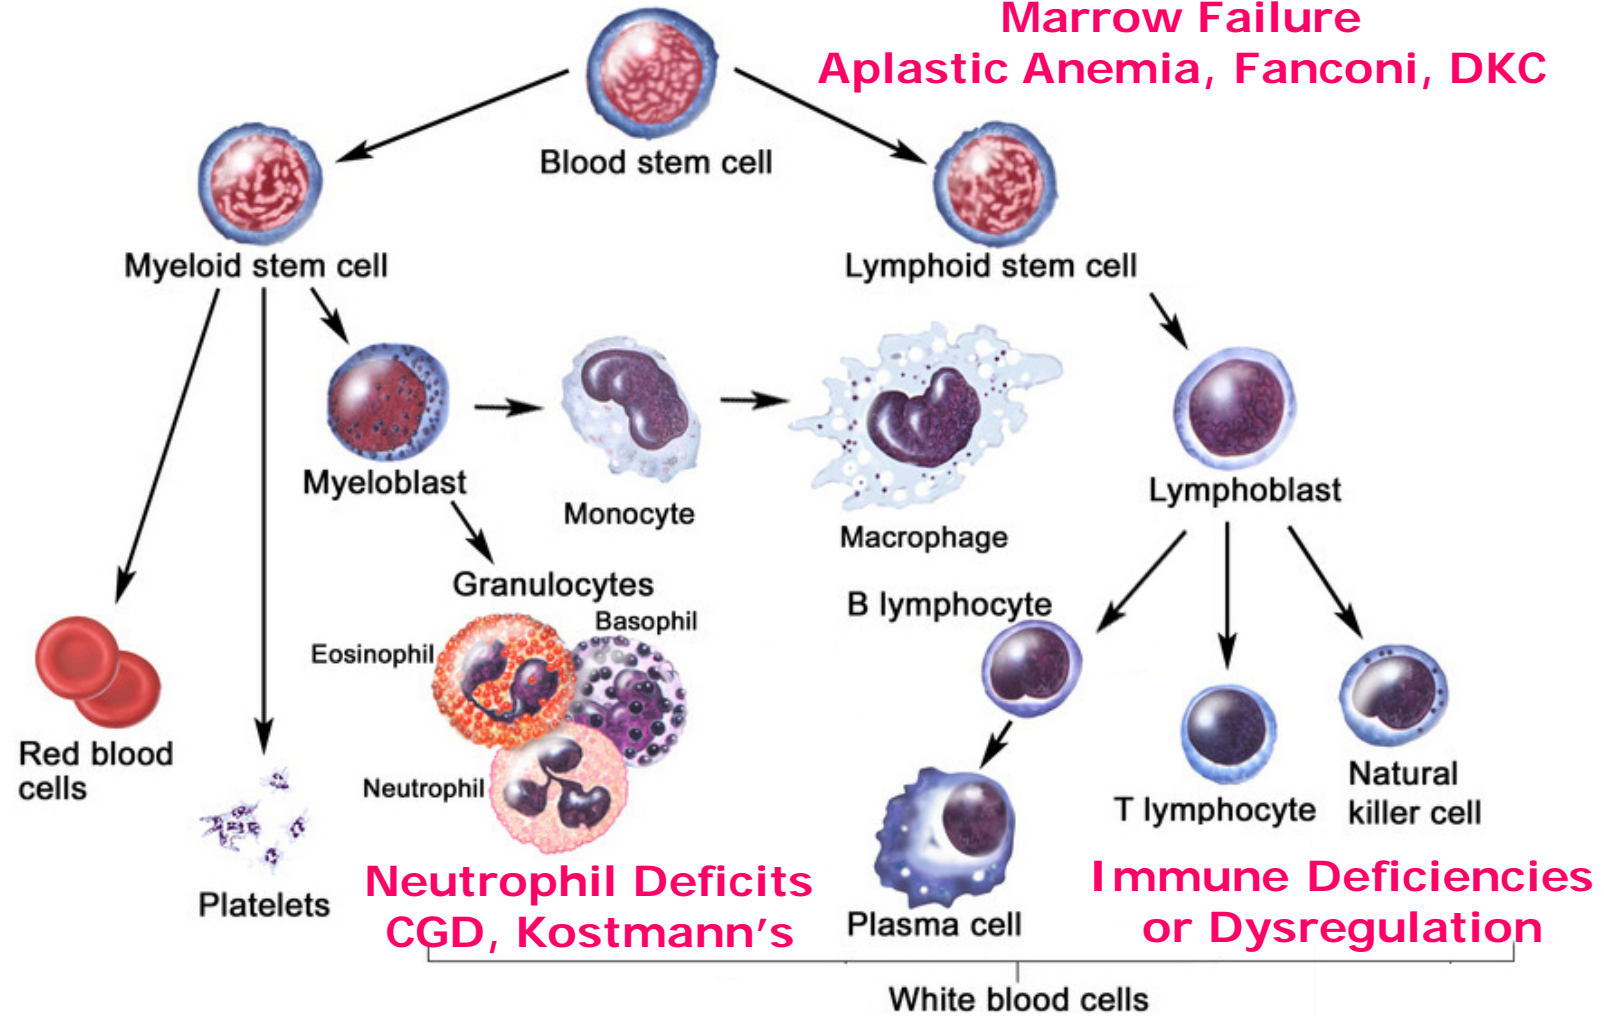 Marrow Failure
Aplastic Anemia, Fanconi, DKC
Blood stem cell
Myeloid stem cell
Lymphoid stem cell
Myeloblast
Monocyte
Macrophage
Lymphoblast
Granulocytes
Basophil
Eosinophil
Neutrophil
B lymphocyte
Red blood
cells
Platelets
T lymphocyte
Natural
killer cell
Plasma cell
Neutrophil Deficits
CGD, Kostmann's
Immune Deficiencies
or Dysregulation
White blood cells